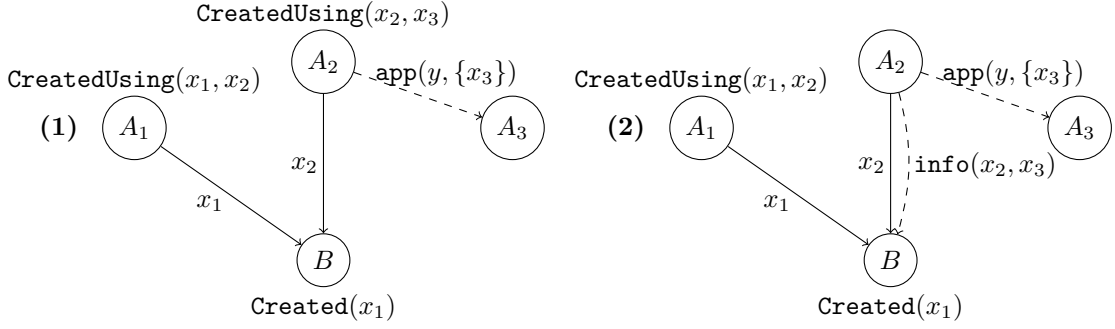 CreatedUsing(x₂, x₃)
A₂
app(y, {x₃})
CreatedUsing(x₁, x₂)
(1)
A₁
A₃
x₂
x₁
B
Created(x₁)
A₂
app(y, {x₃})
CreatedUsing(x₁, x₂)
(2)
A₁
A₃
x₂
info(x₂, x₃)
x₁
B
Created(x₁)